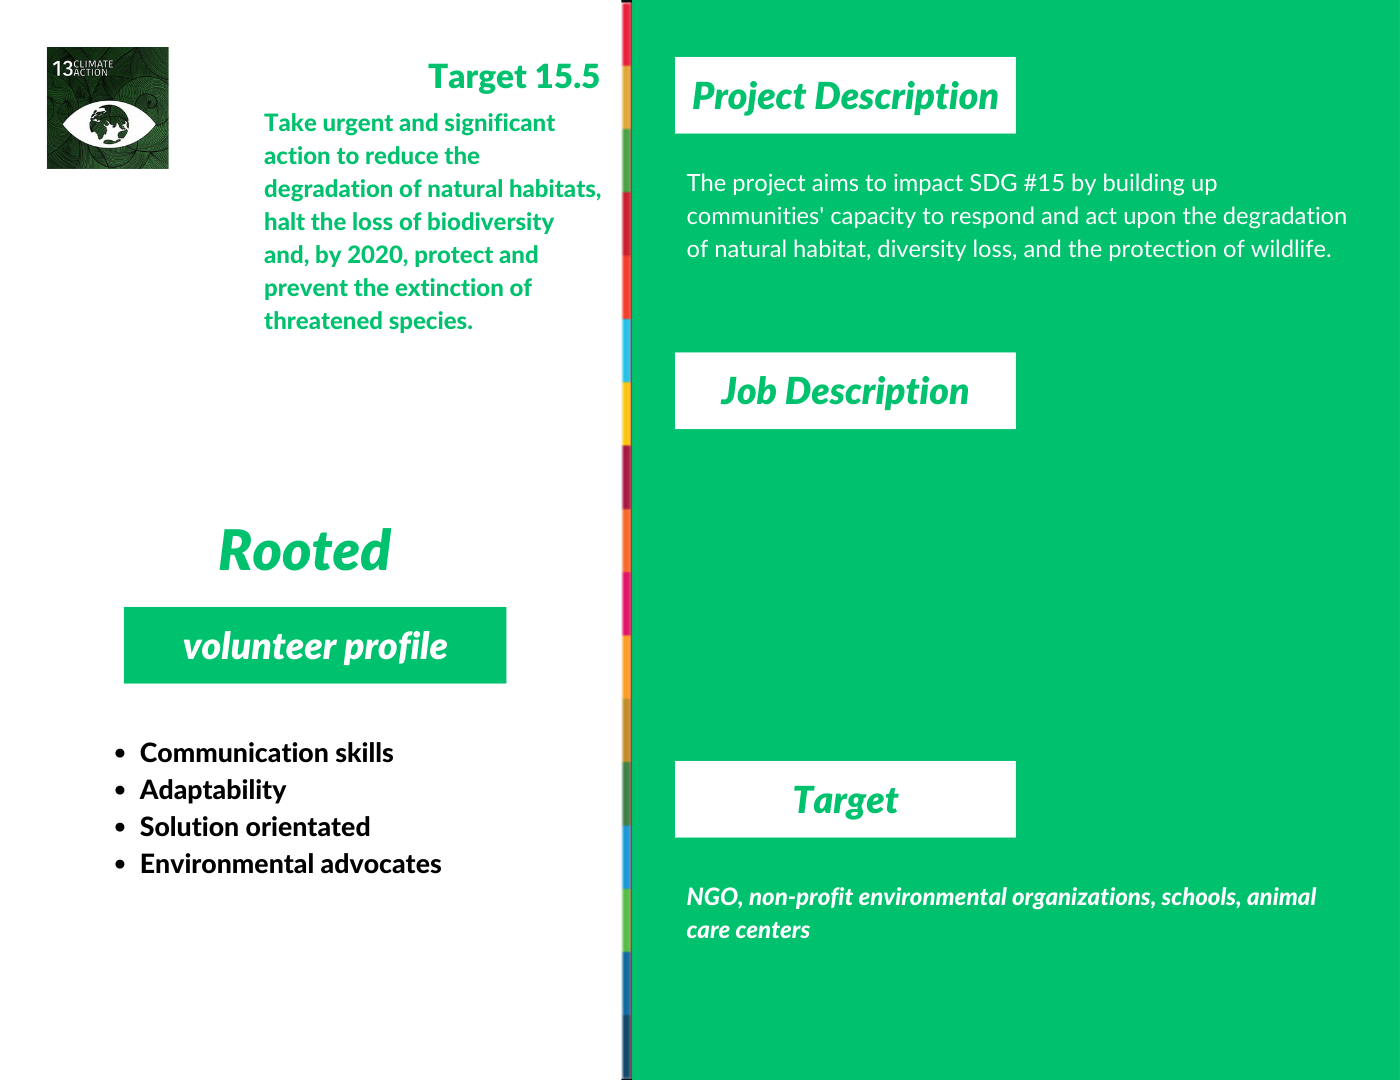 13 CLIMATE
ACTION
Target 15.5
Take urgent and significant
action to reduce the
degradation of natural habitats,
halt the loss of biodiversity
and, by 2020, protect and
prevent the extinction of
threatened species.
Rooted
volunteer profile
• Communication skills
• Adaptability
• Solution orientated
• Environmental advocates
Project Description
The project aims to impact SDG #15 by building up
communities' capacity to respond and act upon the degradation
of natural habitat, diversity loss, and the protection of wildlife.
Job Description
Target
NGO, non-profit environmental organizations, schools, animal
care centers